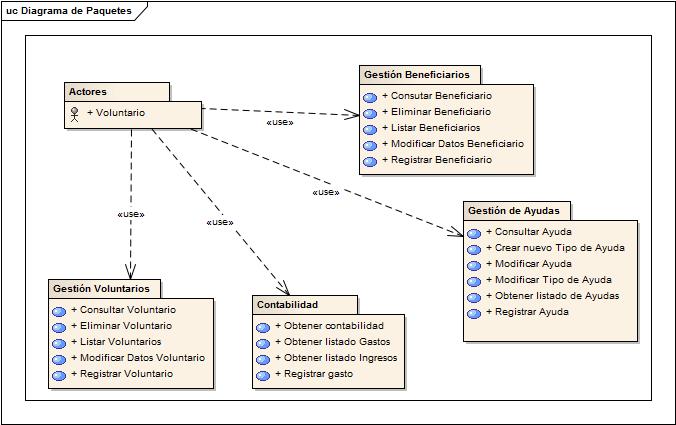 uc Diagrama de Paquetes
Actores
+ Voluntario
Gestión Beneficiarios
+ Consutar Beneficiario
+ Eliminar Beneficiario
+ Listar Beneficiarios
+ Modificar Datos Beneficiario
+ Registrar Beneficiario
«use»
«use»
«use»
«use»
Gestión de Ayudas
+ Consultar Ayuda
+ Crear nuevo Tipo de Ayuda
+ Modificar Ayuda
+ Modificar Tipo de Ayuda
+ Obtener listado de Ayudas
+ Registrar Ayuda
Gestión Voluntarios
+ Consultar Voluntario
+ Eliminar Voluntario
+ Listar Voluntarios
+ Modificar Datos Voluntario
+ Registrar Voluntario
Contabilidad
+ Obtener contabilidad
+ Obtener listado Gastos
+ Obtener listado Ingresos
+ Registrar gasto